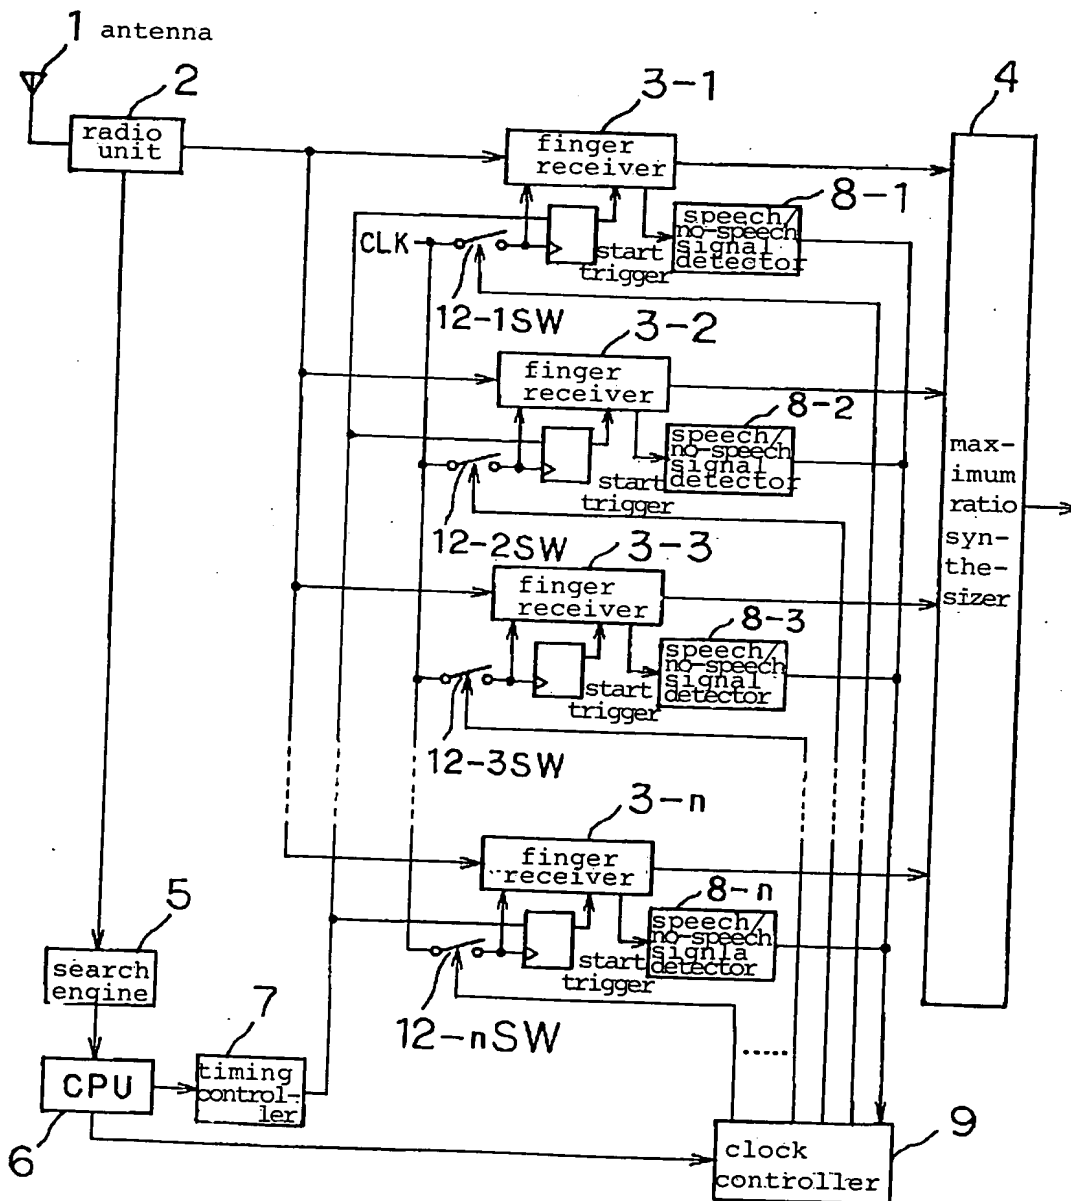 1 antenna
2
radio
unit
3-1
finger
receiver
4
8-1
speech/
no-speech
signal
detector
CLK
start
trigger
12-1SW
3-2
finger
receiver
8-2
speech/
no-speech
signal
detector
start
trigger
12-2SW
max-
imum
ratio
syn-
the-
sizer
3-3
finger
receiver
8-3
speech/
no-speech
signal
detector
start
trigger
12-3SW
3-n
finger
receiver
8-n
speech/
no-speech
signla
detector
start
trigger
12-nSW
5
search
engine
7
timing
control-
ler
CPU
6
9
clock
controller